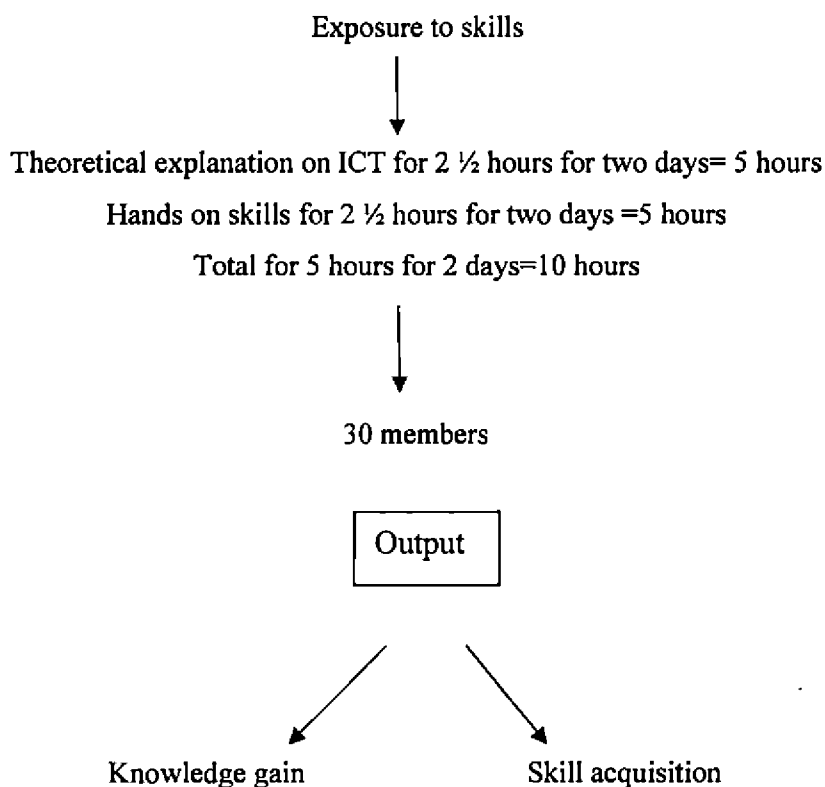 Exposure to skills
Theoretical explanation on ICT for 2 ½ hours for two days= 5 hours
Hands on skills for 2 ½ hours for two days =5 hours
Total for 5 hours for 2 days=10 hours
30 members
Output
Knowledge gain Skill acquisition